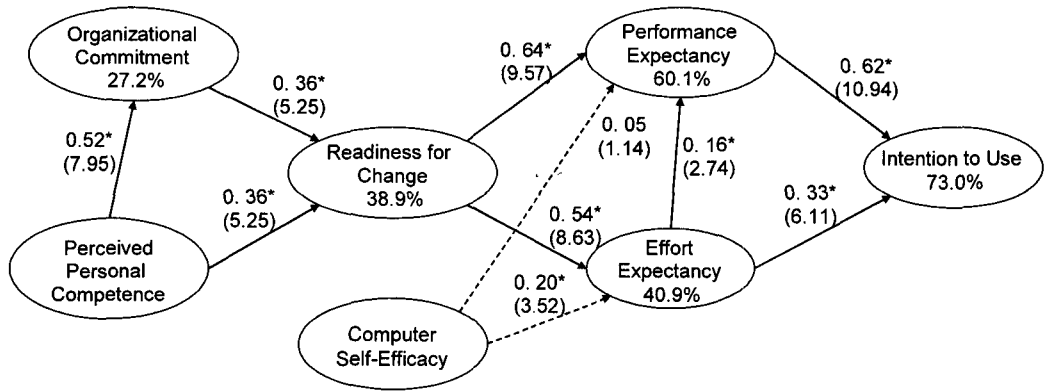 Organizational
Commitment
27.2%
0. 36*
(5.25)
0.52*
(7.95)
Perceived
Personal
Competence
0. 36*
(5.25)
Readiness for
Change
38.9%
0. 64*
(9.57)
Performance
Expectancy
60.1%
0. 05
(1.14)
0. 16*
(2.74)
0. 54*
(8.63)
Effort
Expectancy
40.9%
0. 20*
(3.52)
Computer
Self-Efficacy
0. 62*
(10.94)
0. 33*
(6.11)
Intention to Use
73.0%